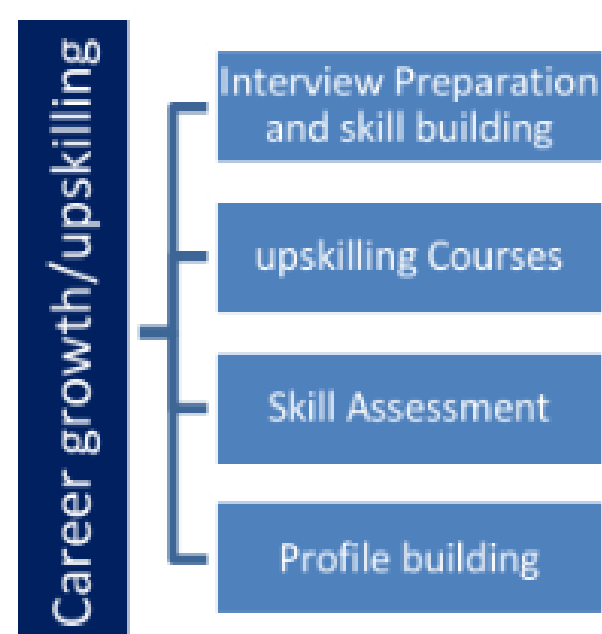 Career growth/upskilling
Interview Preparation
and skill building
upskilling Courses
Skill Assessment
Profile building